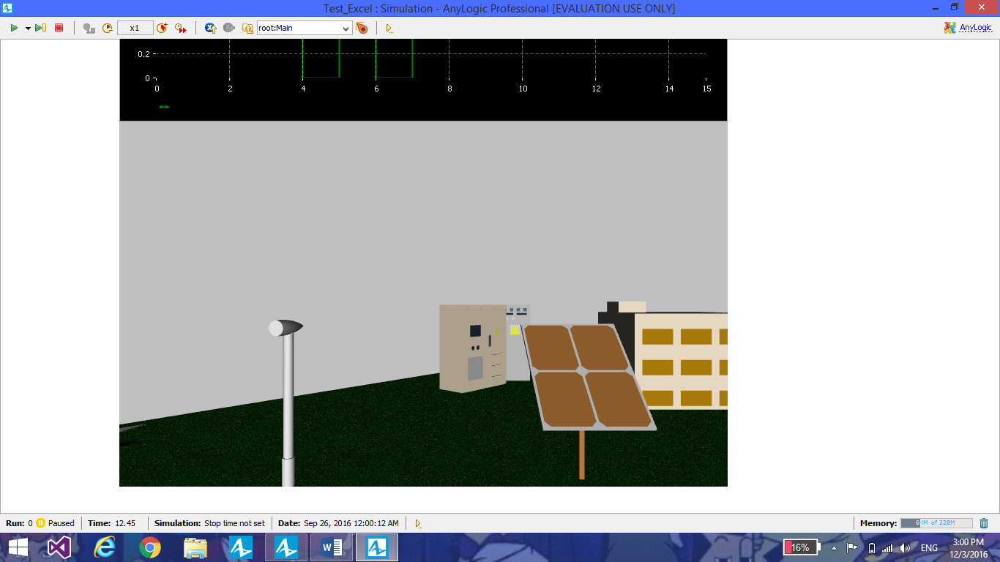 Test_Excel : Simulation - AnyLogic Professional [EVALUATION USE ONLY]
x1 root:Main AnyLogic
0.2
0
0 2 4 6 8 10 12 14 15
Run: 0 Paused Time: 12.45 Simulation: Stop time not set Date: Sep 26, 2016 12:00:12 AM Memory: of 228M
16% ENG 3:00 PM
12/3/2016